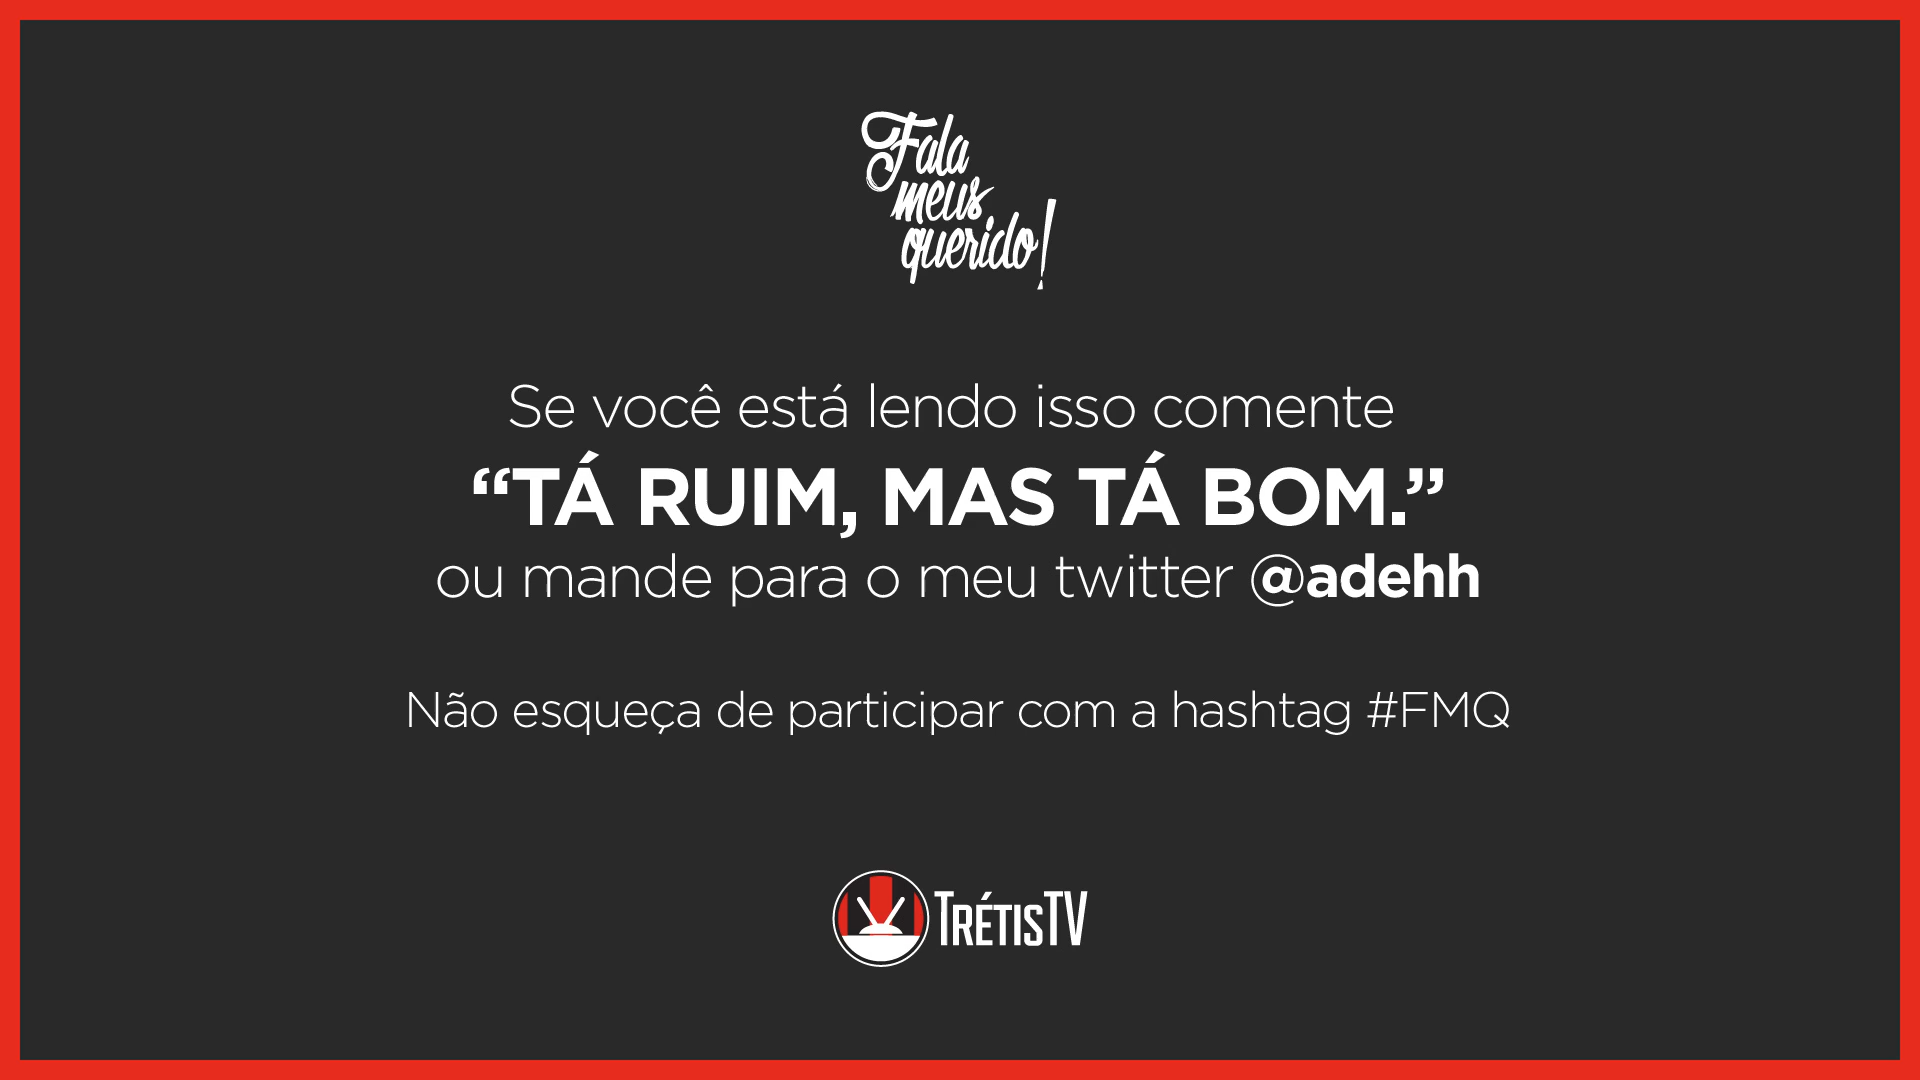 Fala
meus
querido!
Se você está lendo isso comente
“TÁ RUIM, MAS TÁ BOM.”
ou mande para o meu twitter @adehh
Não esqueça de participar com a hashtag #FMQ
TRÉTISTV